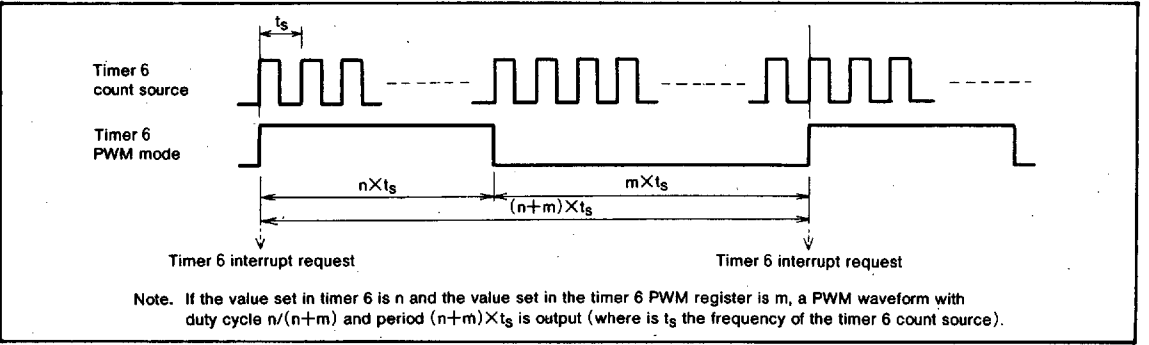 ts
Timer 6
count source
Timer 6
PWM mode
n×ts
m×ts
(n+m)×ts
Timer 6 interrupt request
Timer 6 interrupt request
Note. If the value set in timer 6 is n and the value set in the timer 6 PWM register is m, a PWM waveform with
duty cycle n/(n+m) and period (n+m)×ts is output (where is ts the frequency of the timer 6 count source).